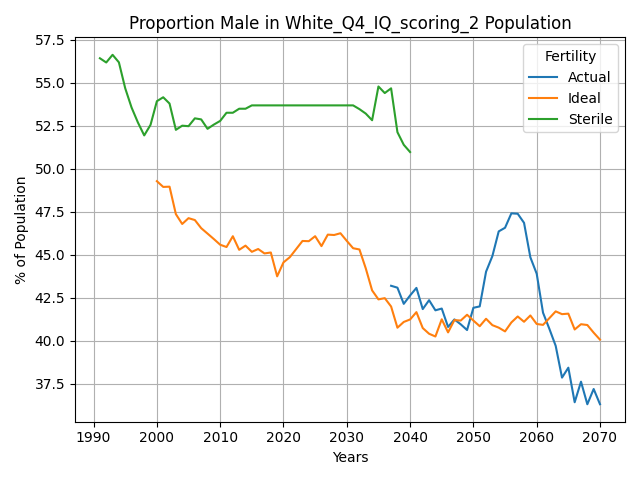 Proportion Male in White_Q4_IQ_scoring_2 Population
57.5
55.0
52.5
50.0
47.5
45.0
42.5
40.0
37.5
% of Population
Fertility
Actual
Ideal
Sterile
1990 2000 2010 2020 2030 2040 2050 2060 2070
Years